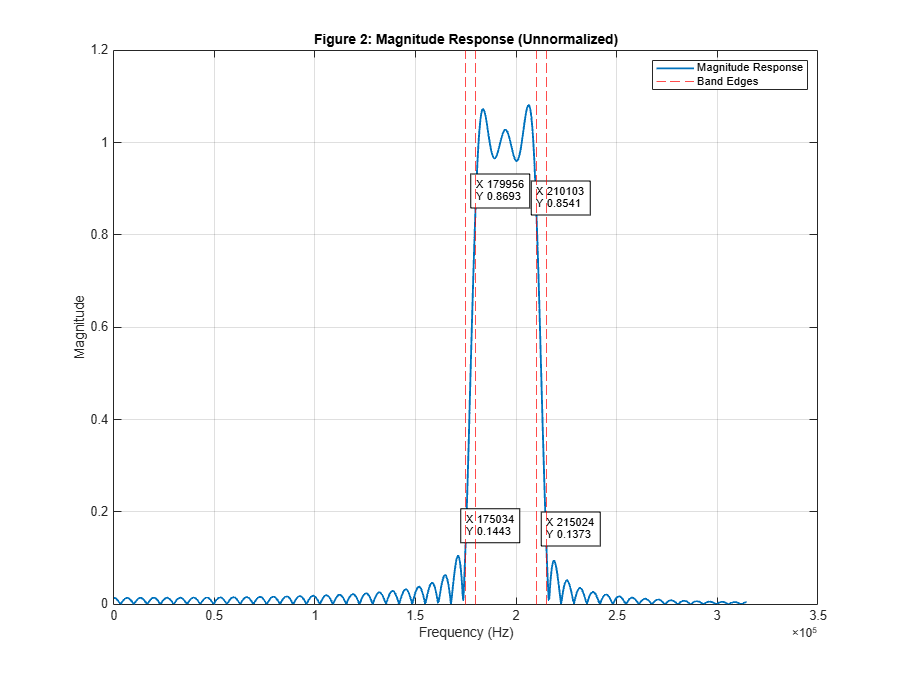 Figure 2: Magnitude Response (Unnormalized)
Magnitude Response
Band Edges
1.2
1
0.8
0.6
0.4
0.2
0
Magnitude
X 179956
Y 0.8693
X 210103
Y 0.8541
X 175034
Y 0.1443
X 215024
Y 0.1373
0 0.5 1 1.5 2 2.5 3 3.5
Frequency (Hz)
×10⁵